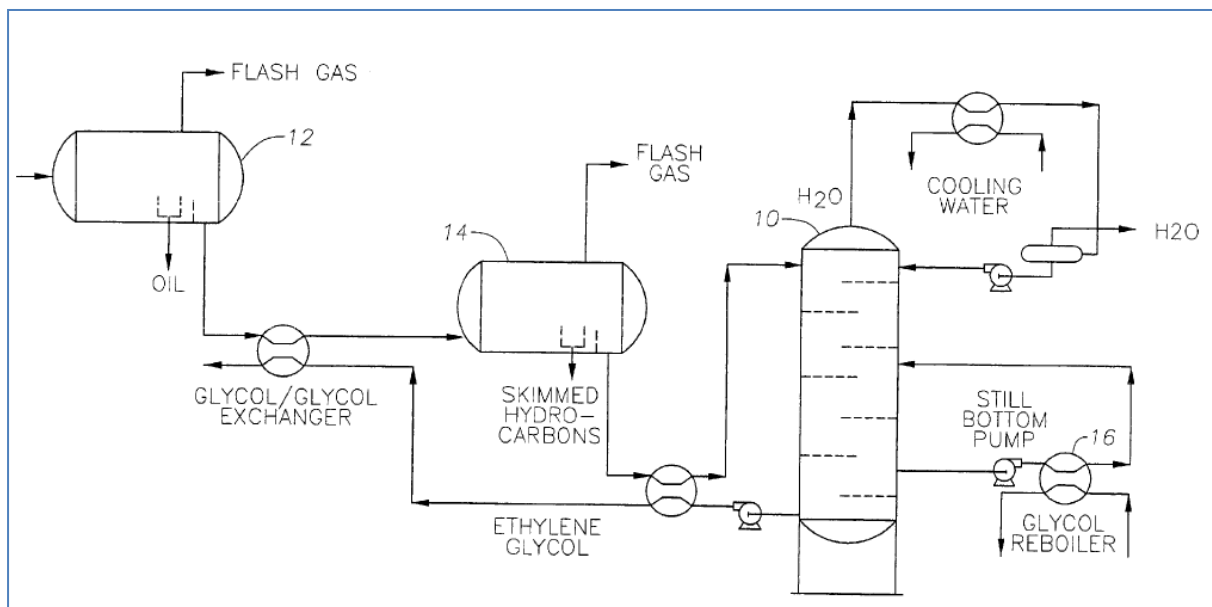 FLASH GAS
12
OIL
FLASH
GAS
14
SKIMMED
HYDRO-
CARBONS
GLYCOL/GLYCOL
EXCHANGER
ETHYLENE
GLYCOL
H2O
10
COOLING
WATER
H2O
STILL
BOTTOM
PUMP
16
GLYCOL
REBOILER